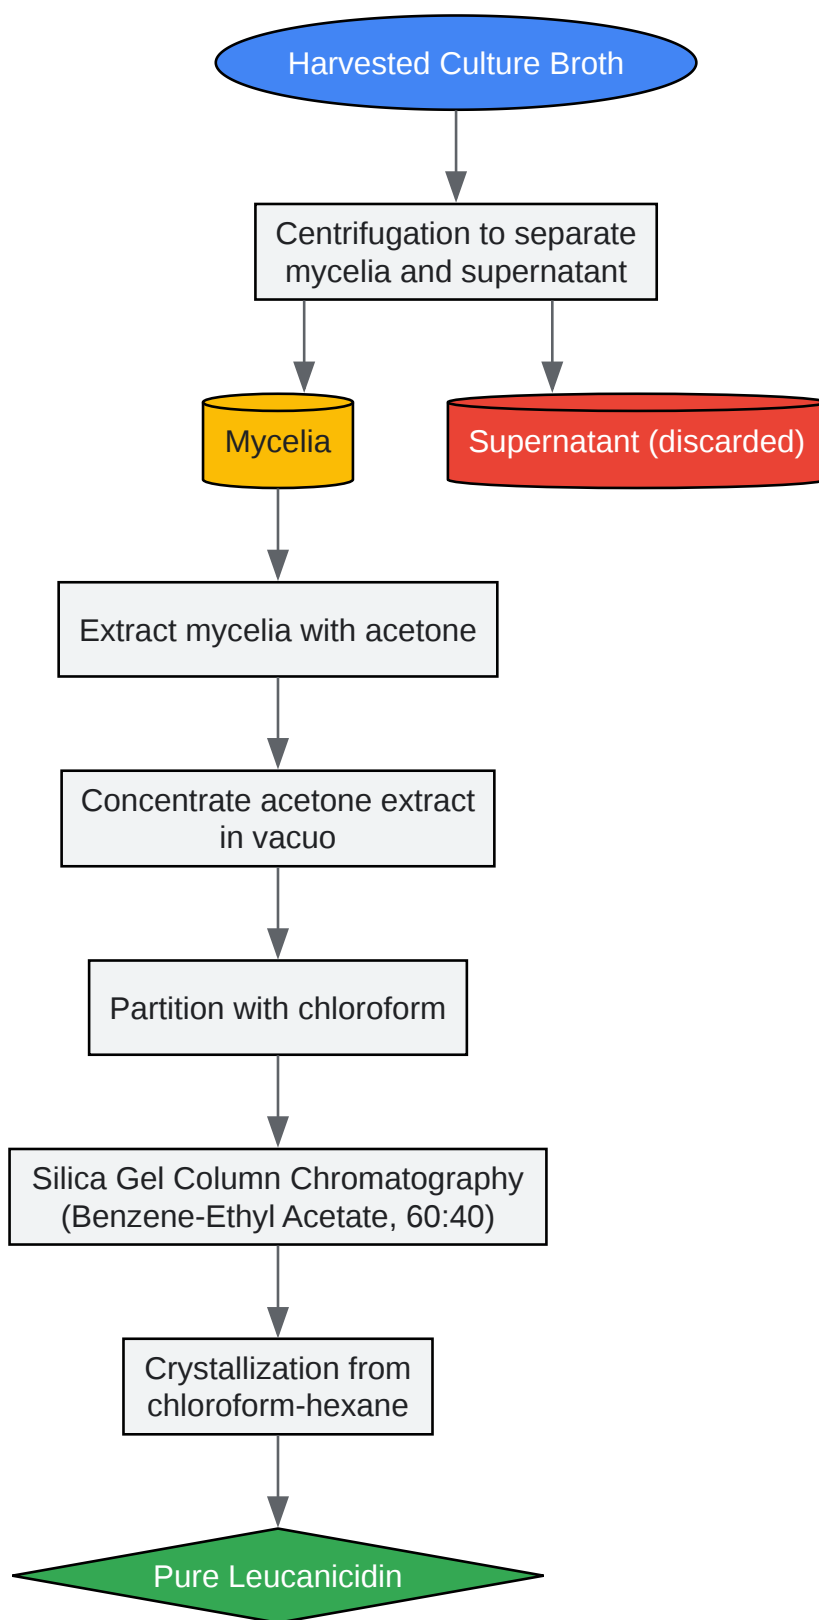 Harvested Culture Broth
Centrifugation to separate
mycelia and supernatant
Mycelia
Supernatant (discarded)
Extract mycelia with acetone
Concentrate acetone extract
in vacuo
Partition with chloroform
Silica Gel Column Chromatography
(Benzene-Ethyl Acetate, 60:40)
Crystallization from
chloroform-hexane
Pure Leucanicidin